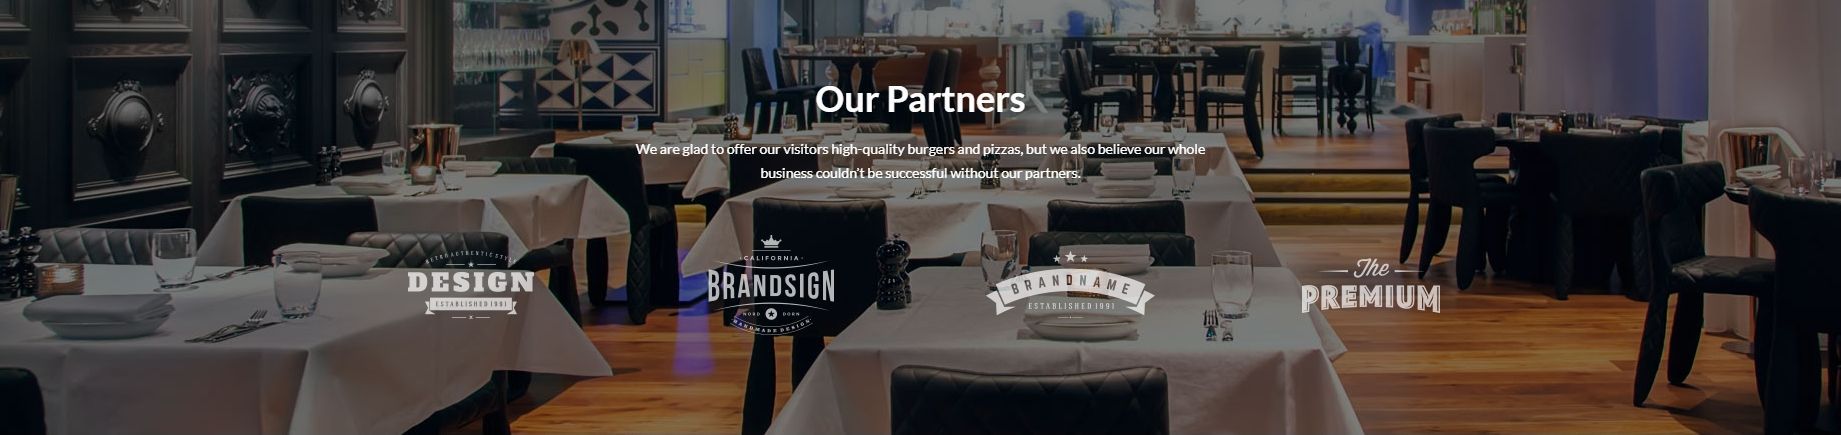 Our Partners
We are glad to offer our visitors high-quality burgers and pizzas, but we also believe our whole
business couldn't be successful without our partners.
RETRO AUTHENTIC STYLE
DESIGN
ESTABLISHED 1991
CALIFORNIA
BRANDSIGN
NORD DORN
HANDMADE DESIGN
BRANDNAME
ESTABLISHED 1991
The
PREMIUM